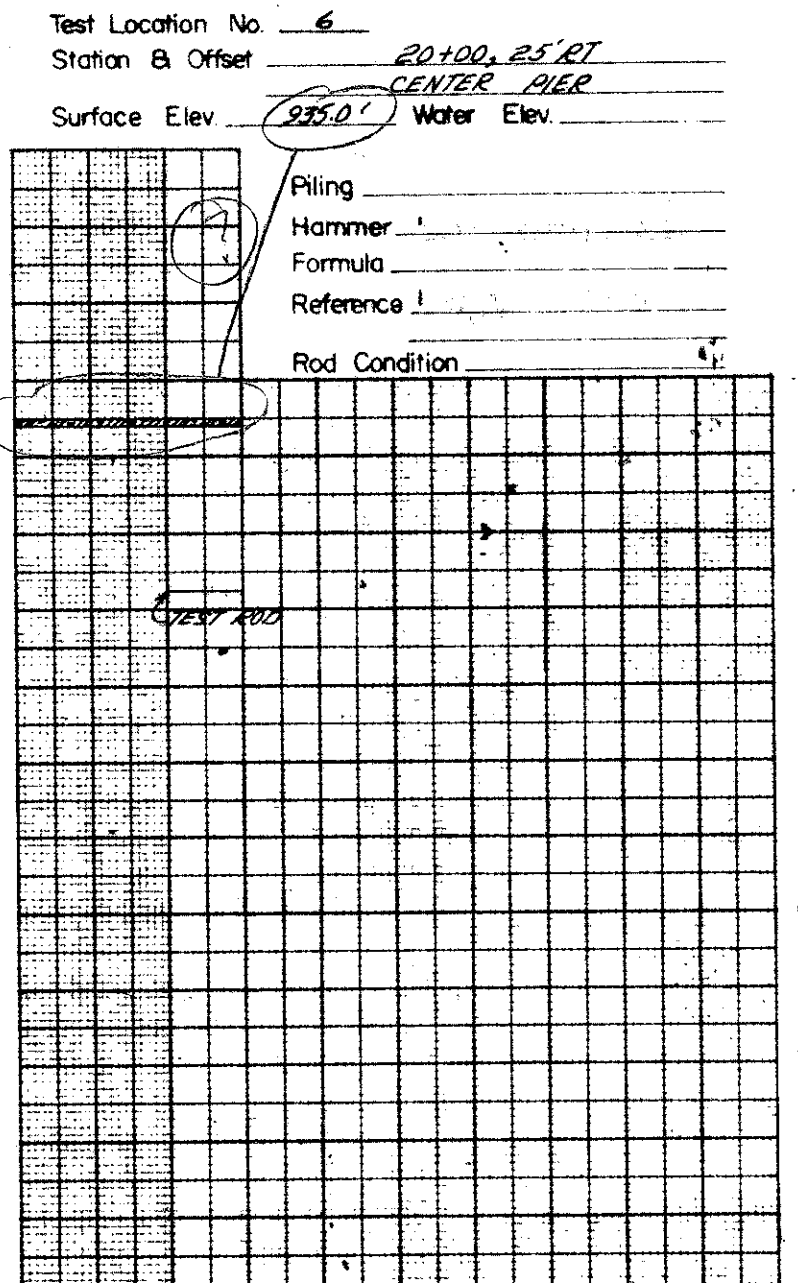 Test Location No. 6
Station & Offset 20+00, 25' RT
CENTER PIER
Surface Elev. 935.0' Water Elev.
Piling
Hammer
Formula
Reference
Rod Condition
TEST ROD